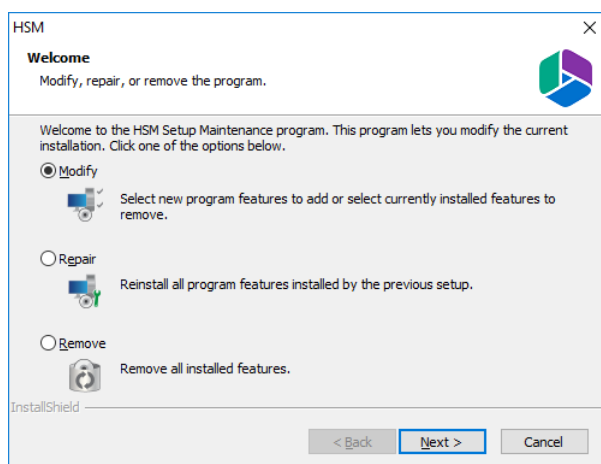 HSM
Welcome
Modify, repair, or remove the program.
Welcome to the HSM Setup Maintenance program. This program lets you modify the current
installation. Click one of the options below.
Modify
Select new program features to add or select currently installed features to
remove.
Repair
Reinstall all program features installed by the previous setup.
Remove
Remove all installed features.
InstallShield
< Back Next > Cancel